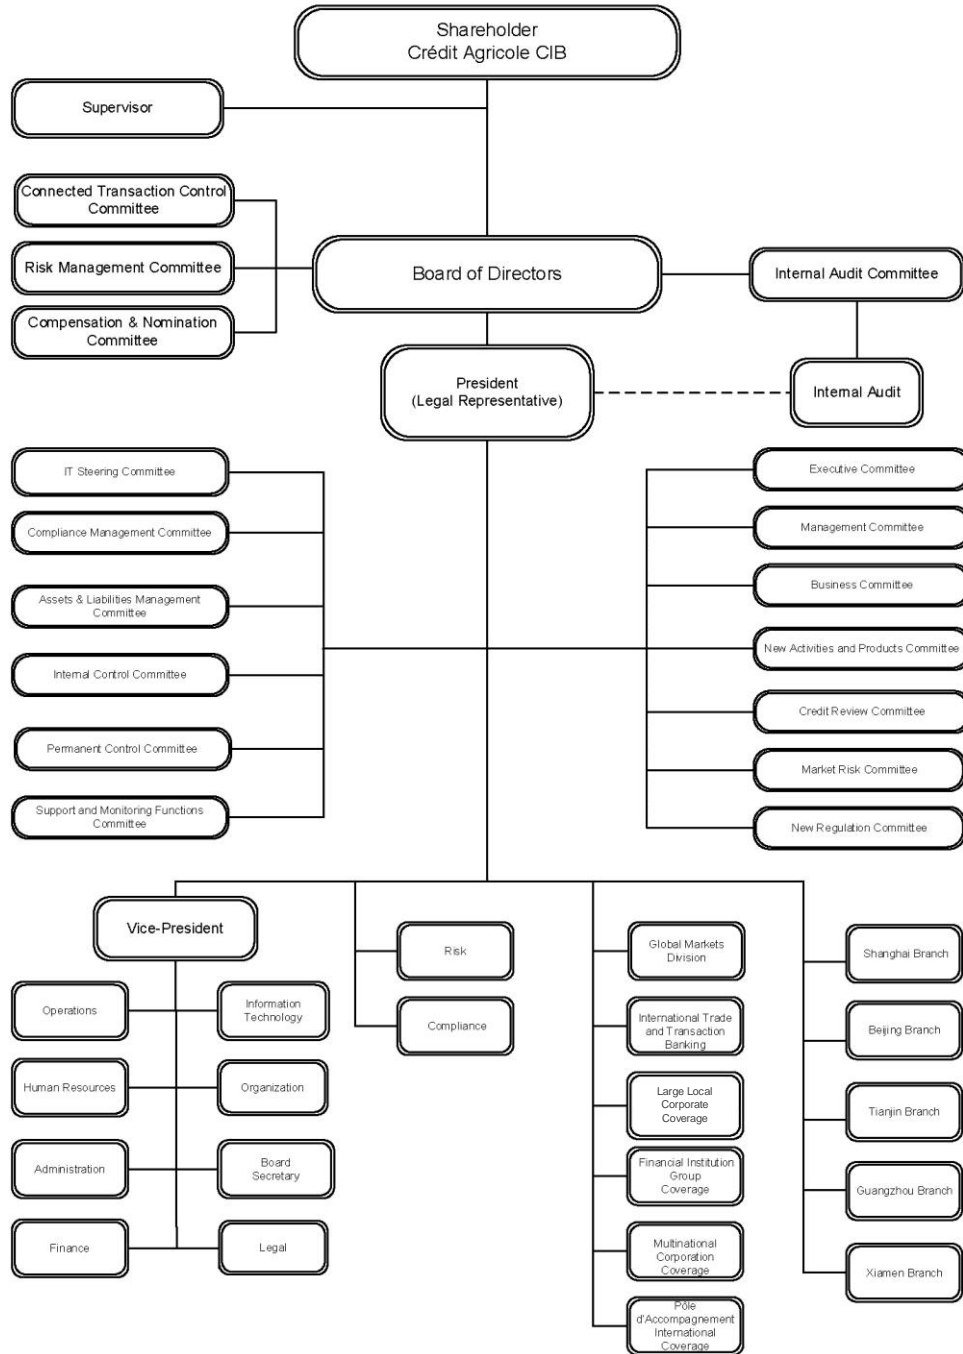 Shareholder
Crédit Agricole CIB
Supervisor
Connected Transaction Control
Committee
Risk Management Committee
Compensation & Nomination
Committee
Board of Directors
Internal Audit Committee
President
(Legal Representative)
Internal Audit
IT Steering Committee
Compliance Management Committee
Assets & Liabilities Management
Committee
Internal Control Committee
Permanent Control Committee
Support and Monitoring Functions
Committee
Executive Committee
Management Committee
Business Committee
New Activities and Products Committee
Credit Review Committee
Market Risk Committee
New Regulation Committee
Vice-President
Operations
Information
Technology
Human Resources
Organization
Administration
Board
Secretary
Finance
Legal
Risk
Compliance
Global Markets
Division
International Trade
and Transaction
Banking
Large Local
Corporate
Coverage
Financial Institution
Group
Coverage
Multinational
Corporation
Coverage
Pôle
d'Accompagnement
International
Coverage
Shanghai Branch
Beijing Branch
Tianjin Branch
Guangzhou Branch
Xiamen Branch